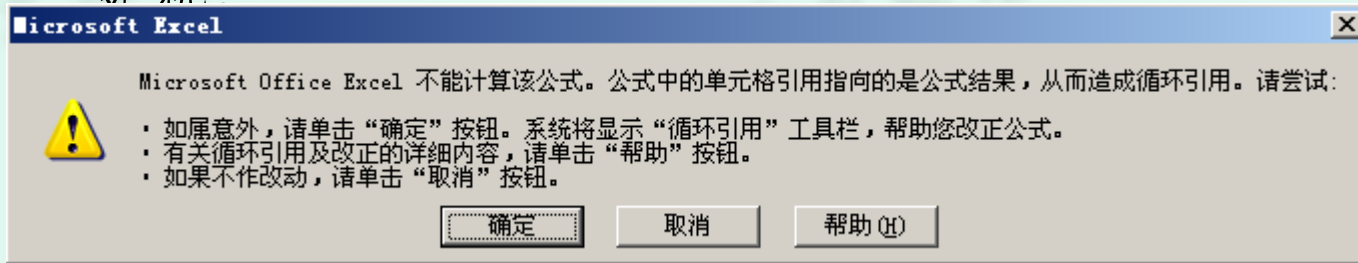 Microsoft Excel
Microsoft Office Excel 不能计算该公式。公式中的单元格引用指向的是公式结果，从而造成循环引用。请尝试:
· 如属意外，请单击“确定”按钮。系统将显示“循环引用”工具栏，帮助您改正公式。
· 有关循环引用及改正的详细内容，请单击“帮助”按钮。
· 如果不作改动，请单击“取消”按钮。
确定 取消 帮助(H)